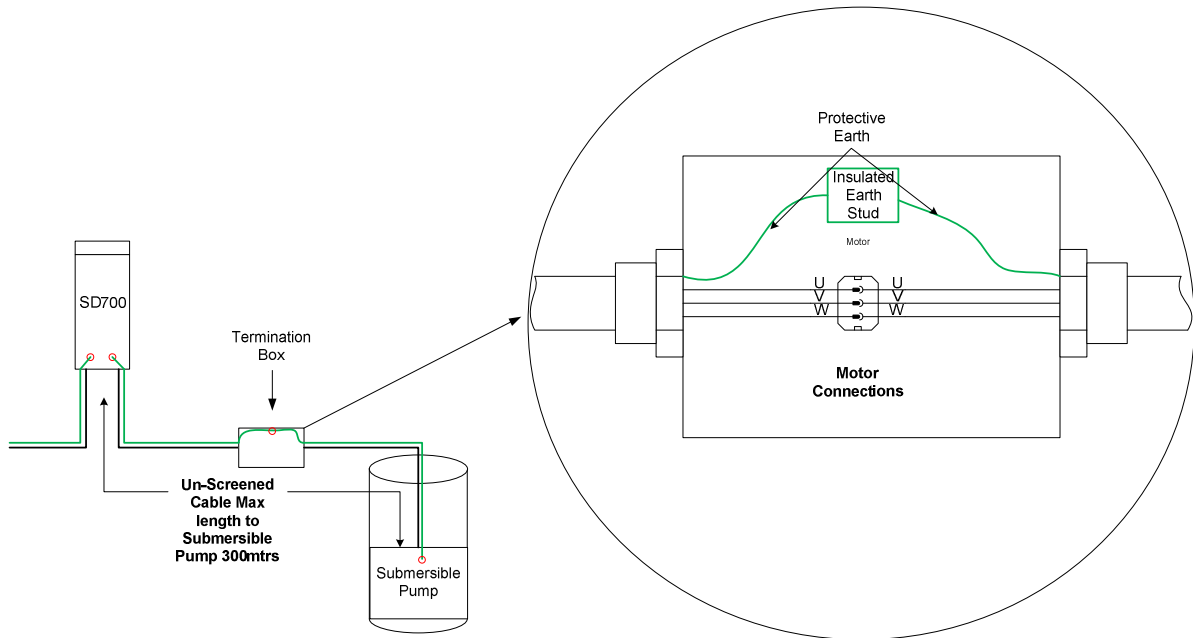 SD700
Termination
Box
Un-Screened
Cable Max
length to
Submersible
Pump 300mtrs
Submersible
Pump
Protective
Earth
Insulated
Earth
Stud
Motor
U
V
W
U
V
W
Motor
Connections